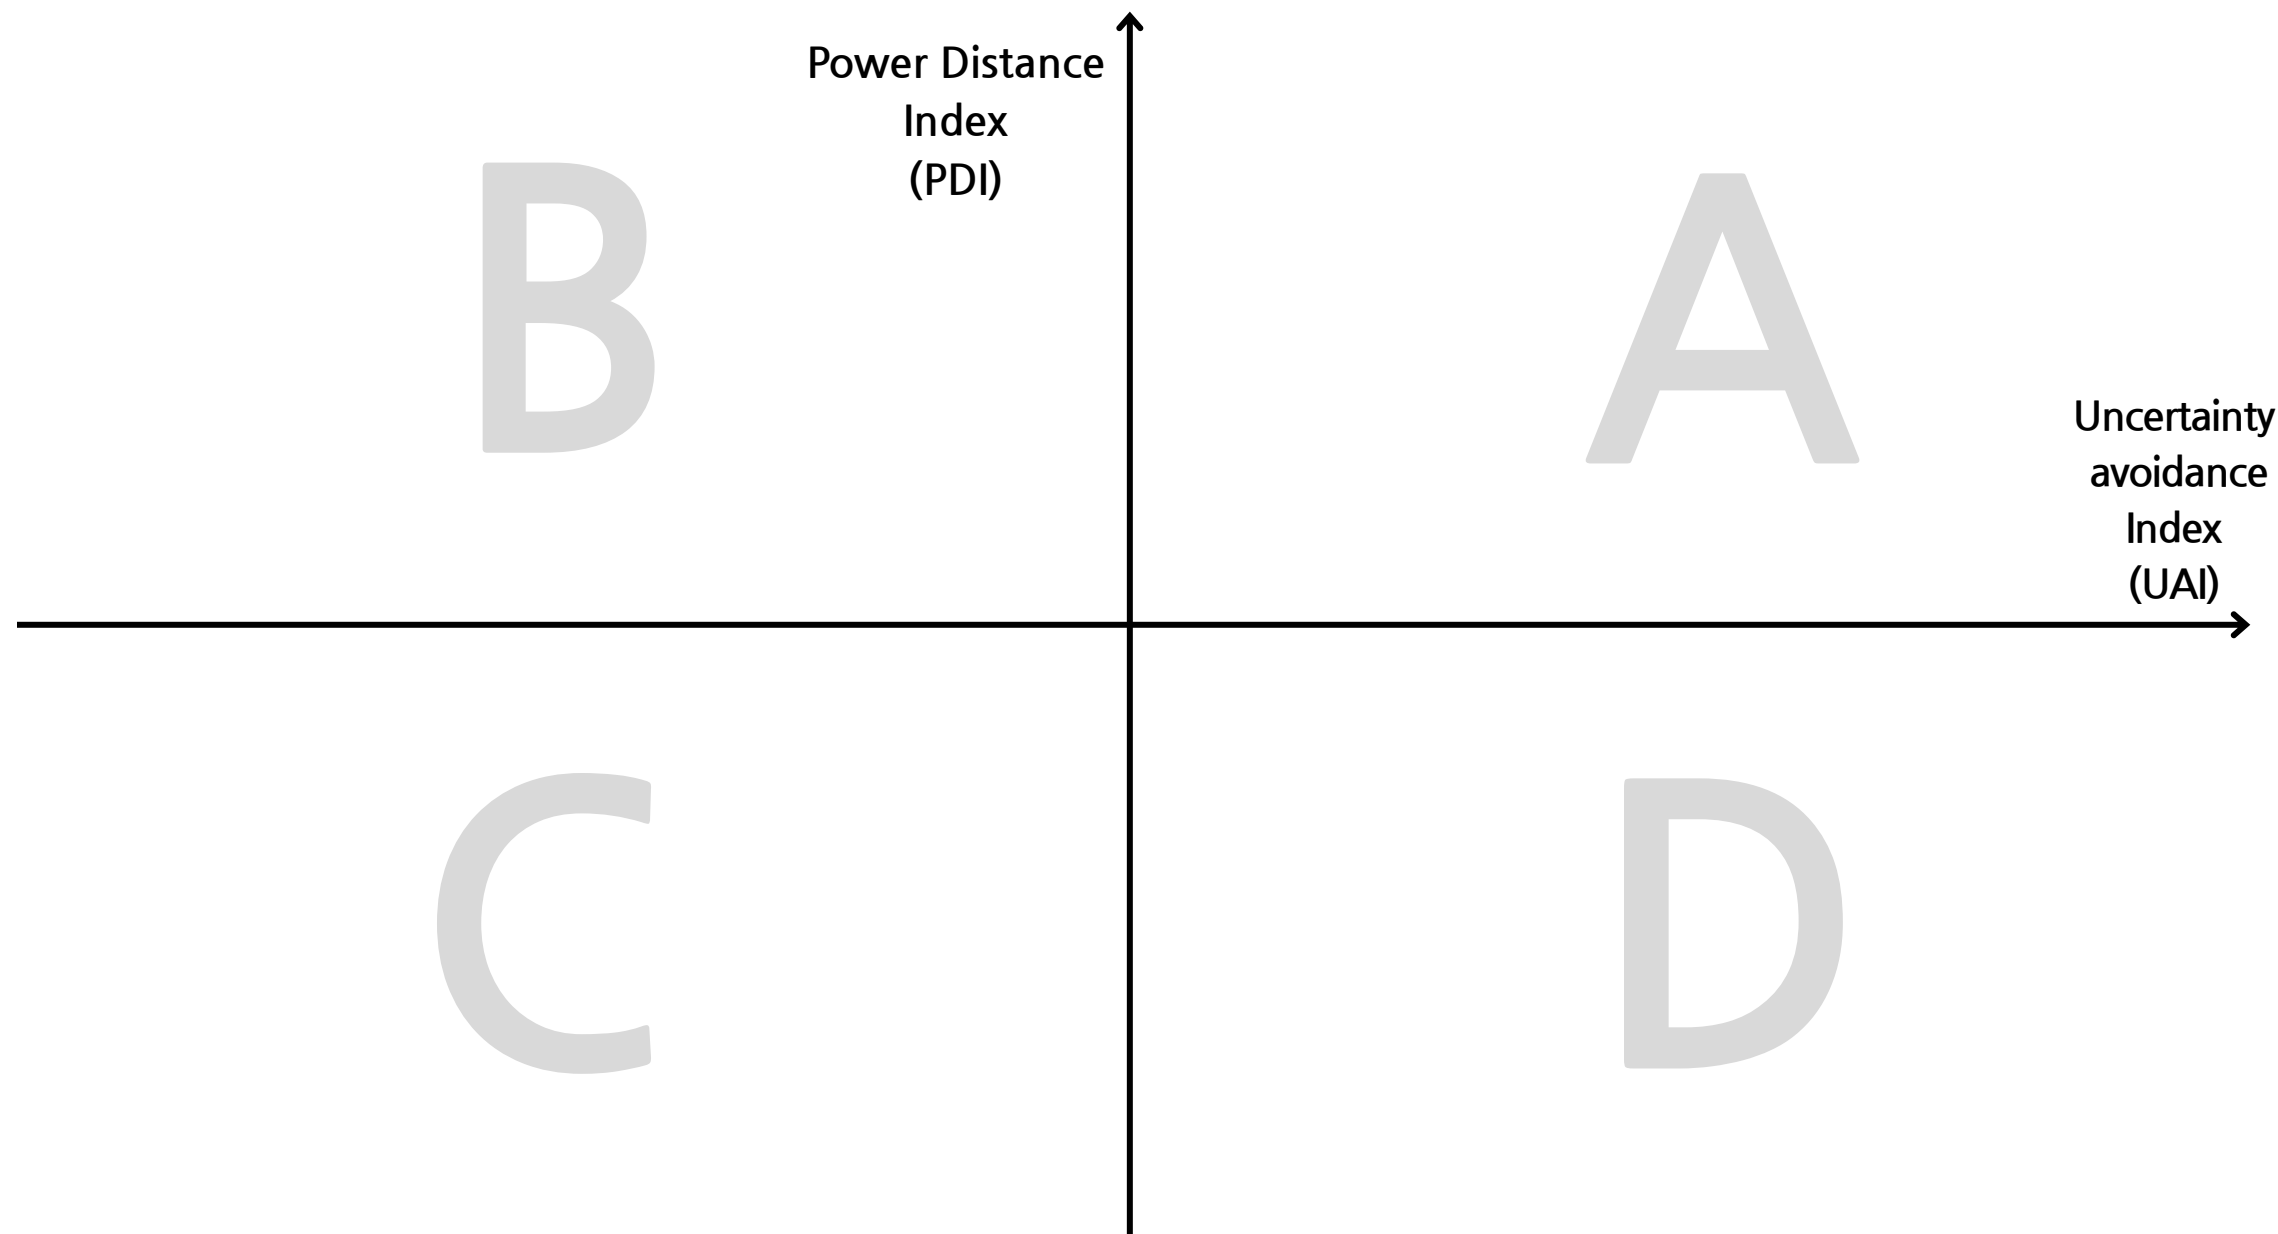 Power Distance
Index
(PDI)
B
A
Uncertainty
avoidance
Index
(UAI)
C
D